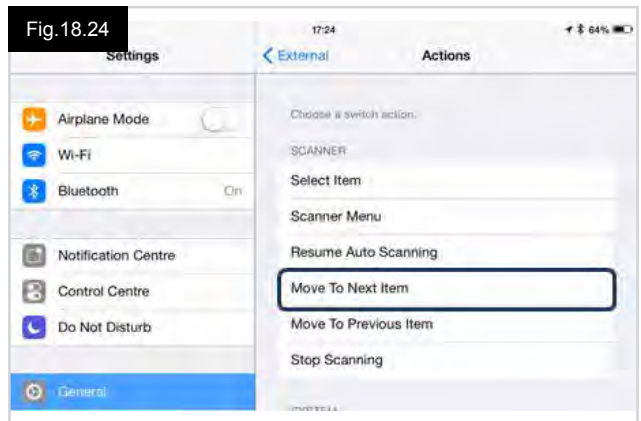 Fig.18.24
17:24
64%
Settings
External
Actions
Airplane Mode
Wi-Fi
Bluetooth On
Notification Centre
Control Centre
Do Not Disturb
General
Choose a switch action.
SCANNER
Select Item
Scanner Menu
Resume Auto Scanning
Move To Next Item
Move To Previous Item
Stop Scanning